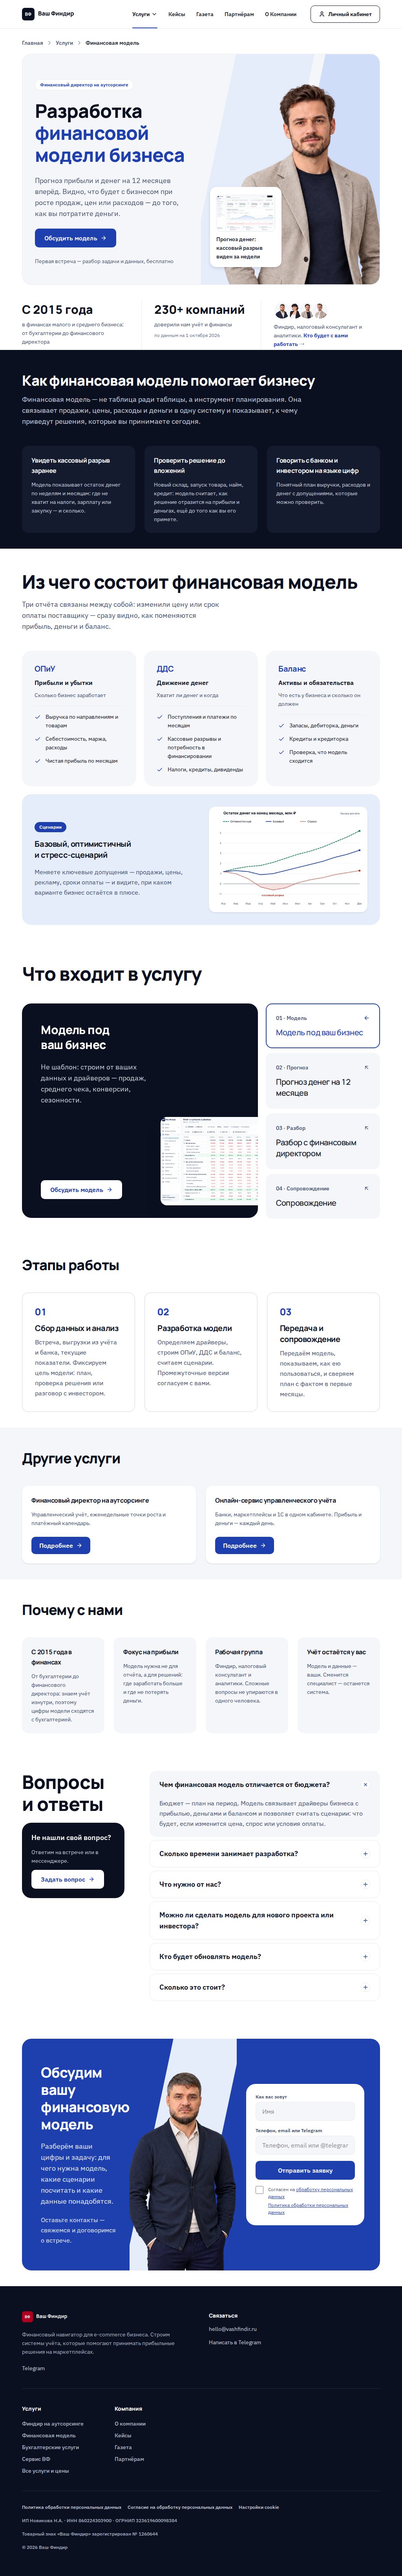 ВФ Ваш Финдир
Услуги
Кейсы
Газета
Партнёрам
О Компании
Личный кабинет
Главная
Услуги
Финансовая модель
Финансовый директор на аутсорсинге
Разработка
финансовой
модели бизнеса
Прогноз прибыли и денег на 12 месяцев
вперёд. Видно, что будет с бизнесом при
росте продаж, цен или расходов — до того,
как вы потратите деньги.
Обсудить модель →
Первая встреча — разбор задачи и данных, бесплатно
Прогноз денег:
кассовый разрыв
виден за недели
С 2015 года
в финансах малого и среднего бизнеса:
от бухгалтерии до финансового
директора
230+ компаний
доверили нам учёт и финансы
по данным на 1 октября 2026
Финдир, налоговый консультант и
аналитики. Кто будет с вами
работать →
Как финансовая модель помогает бизнесу
Финансовая модель — не таблица ради таблицы, а инструмент планирования. Она
связывает продажи, цены, расходы и деньги в одну систему и показывает, к чему
приведут решения, которые вы принимаете сегодня.
Увидеть кассовый разрыв
заранее
Модель показывает остаток денег
по неделям и месяцам: где не
хватит на налоги, зарплату или
закупку — и сколько.
Проверить решение до
вложений
Новый склад, запуск товара, найм,
кредит: модель считает, как
решение отразится на прибыли и
деньгах, ещё до того как вы его
примете.
Говорить с банком и
инвестором на языке цифр
Понятный план выручки, расходов и
денег с допущениями, которые
можно проверить.
Из чего состоит финансовая модель
Три отчёта связаны между собой: изменили цену или срок
оплаты поставщику — сразу видно, как поменяются
прибыль, деньги и баланс.
ОПиУ
Прибыли и убытки
Сколько бизнес заработает
Выручка по направлениям и
товарам
Себестоимость, маржа,
расходы
Чистая прибыль по месяцам
ДДС
Движение денег
Хватит ли денег и когда
Поступления и платежи по
месяцам
Кассовые разрывы и
потребность в
финансировании
Налоги, кредиты, дивиденды
Баланс
Активы и обязательства
Что есть у бизнеса и сколько он
должен
Запасы, дебиторка, деньги
Кредиты и кредиторка
Проверка, что модель
сходится
Сценарии
Базовый, оптимистичный
и стресс-сценарий
Меняете ключевые допущения — продажи, цены,
рекламу, сроки оплаты — и видите, при каком
варианте бизнес остаётся в плюсе.
Остаток денег на конец месяца, млн ₽
Что входит в услугу
Модель под
ваш бизнес
Не шаблон: строим от ваших
данных и драйверов — продаж,
среднего чека, конверсии,
сезонности.
Обсудить модель →
01 · Модель
Модель под ваш бизнес
02 · Прогноз
Прогноз денег на 12
месяцев
03 · Разбор
Разбор с финансовым
директором
04 · Сопровождение
Сопровождение
Этапы работы
01
Сбор данных и анализ
Встреча, выгрузки из учёта
и банка, текущие
показатели. Фиксируем
цель модели: план,
проверка решения или
разговор с инвестором.
02
Разработка модели
Определяем драйверы,
строим ОПиУ, ДДС и баланс,
считаем сценарии.
Промежуточные версии
согласуем с вами.
03
Передача и
сопровождение
Передаём модель,
показываем, как ею
пользоваться, и сверяем
план с фактом в первые
месяцы.
Другие услуги
Финансовый директор на аутсорсинге
Управленческий учёт, еженедельные точки роста и
платёжный календарь.
Подробнее →
Онлайн-сервис управленческого учёта
Банки, маркетплейсы и 1С в одном кабинете. Прибыль и
деньги — каждый день.
Подробнее →
Почему с нами
С 2015 года в
финансах
От бухгалтерии до
финансового
директора: знаем учёт
изнутри, поэтому
цифры модели сходятся
с бухгалтерией.
Фокус на прибыли
Модель нужна не для
отчёта, а для решений:
где заработать больше
и где не потерять
деньги.
Рабочая группа
Финдир, налоговый
консультант и
аналитики. Сложные
вопросы не упираются в
одного человека.
Учёт остаётся у вас
Модель и данные —
ваши. Сменится
специалист — останется
система.
Вопросы
и ответы
Не нашли свой вопрос?
Ответим на встрече или в
мессенджере.
Задать вопрос →
Чем финансовая модель отличается от бюджета?
Бюджет — план на период. Модель связывает драйверы бизнеса с
прибылью, деньгами и балансом и позволяет считать сценарии: что
будет, если изменится цена, спрос или условия оплаты.
Сколько времени занимает разработка?
Что нужно от нас?
Можно ли сделать модель для нового проекта или
инвестора?
Кто будет обновлять модель?
Сколько это стоит?
Обсудим
вашу
финансовую
модель
Разберём ваши
цифры и задачу: для
чего нужна модель,
какие сценарии
посчитать и какие
данные понадобятся.
Оставьте контакты —
свяжемся и договоримся
о встрече.
Как вас зовут
Имя
Телефон, email или Telegram
Телефон, email или @telegram
Отправить заявку
Согласен на обработку персональных
данных
Политика обработки персональных
данных
ВФ Ваш Финдир
Финансовый навигатор для e-commerce бизнеса. Строим
системы учёта, которые помогают принимать прибыльные
решения на маркетплейсах.
Telegram
Связаться
hello@vashfindir.ru
Написать в Telegram
Услуги
Финдир на аутсорсинге
Финансовая модель
Бухгалтерские услуги
Сервис ВФ
Все услуги и цены
Компания
О компании
Кейсы
Газета
Партнёрам
Политика обработки персональных данных
Согласие на обработку персональных данных
Настройки cookie
ИП Новикова Н.А. · ИНН 860234303900 · ОГРНИП 323619600098384
Товарный знак «Ваш Финдир» зарегистрирован № 1260644
© 2026 Ваш Финдир